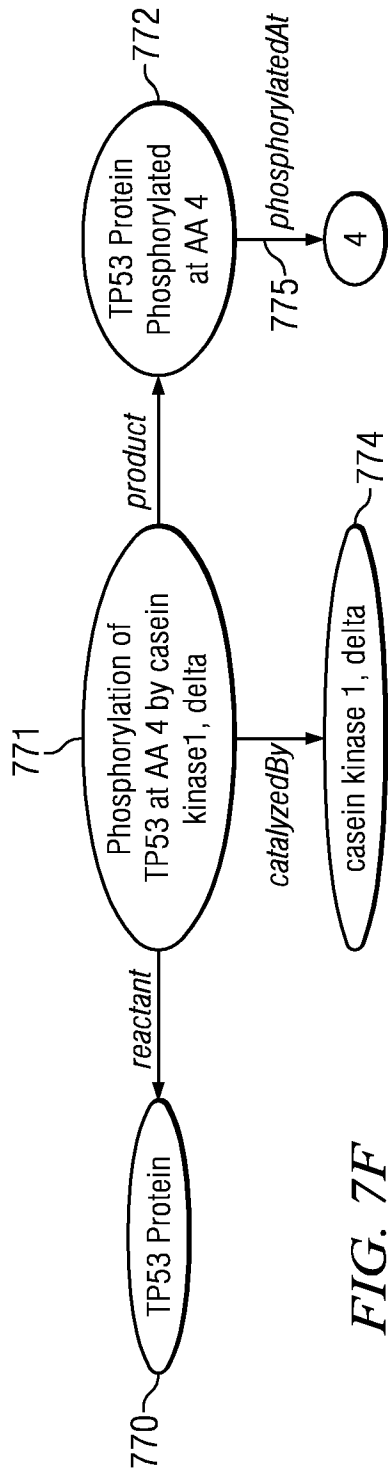 771
772
770
TP53 Protein
reactant
Phosphorylation of
TP53 at AA 4 by casein
kinase1, delta
product
TP53 Protein
Phosphorylated
at AA 4
catalyzedBy
775
phosphorylatedAt
casein kinase 1, delta
774
4
FIG. 7F